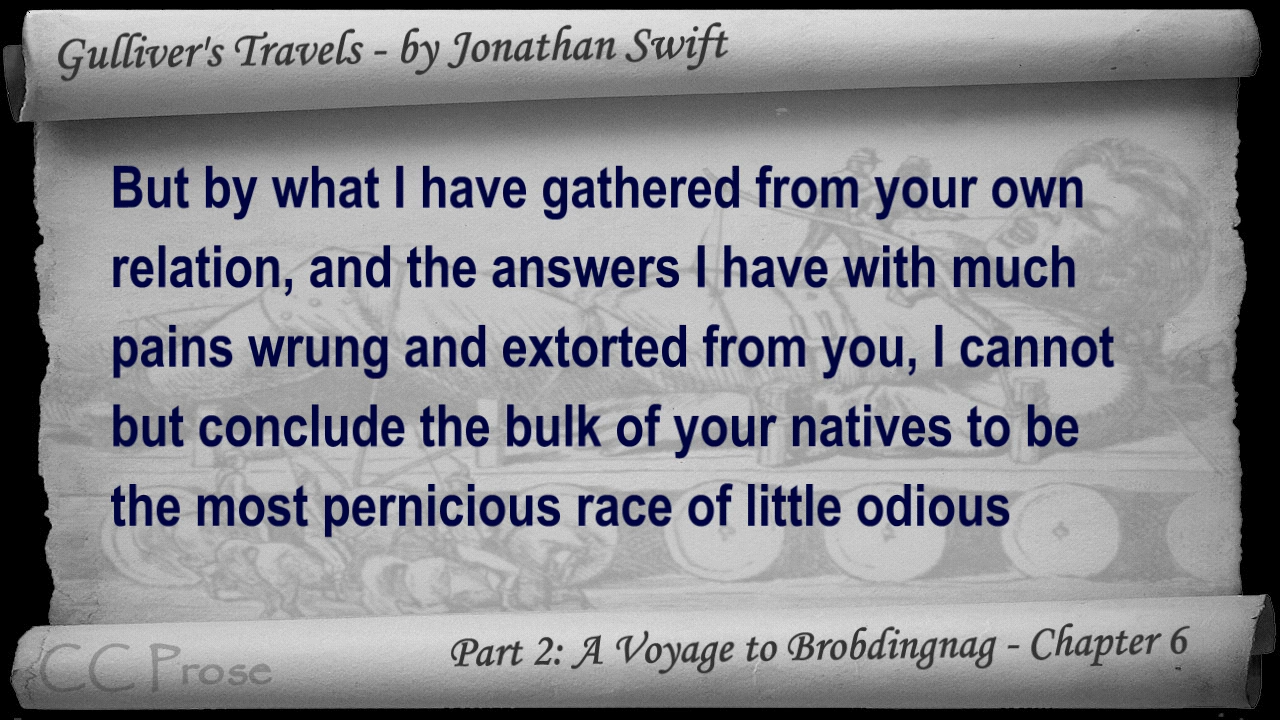 Gulliver's Travels - by Jonathan Swift
But by what I have gathered from your own
relation, and the answers I have with much
pains wrung and extorted from you, I cannot
but conclude the bulk of your natives to be
the most pernicious race of little odious
Part 2: A Voyage to Brobdingnag - Chapter 6
CC Prose